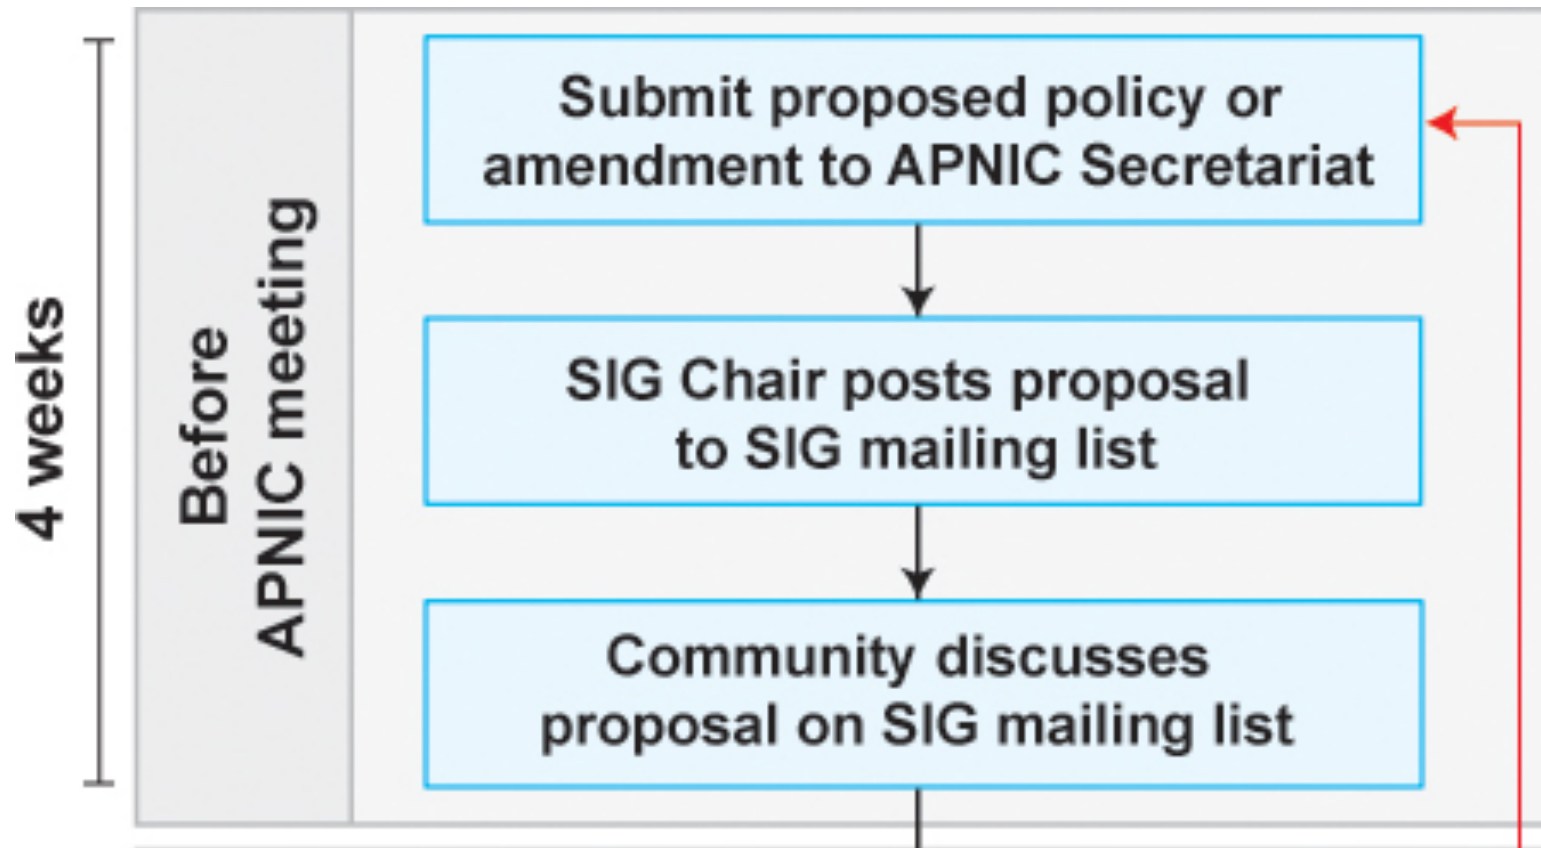 4 weeks
Before
APNIC meeting
Submit proposed policy or
amendment to APNIC Secretariat
SIG Chair posts proposal
to SIG mailing list
Community discusses
proposal on SIG mailing list